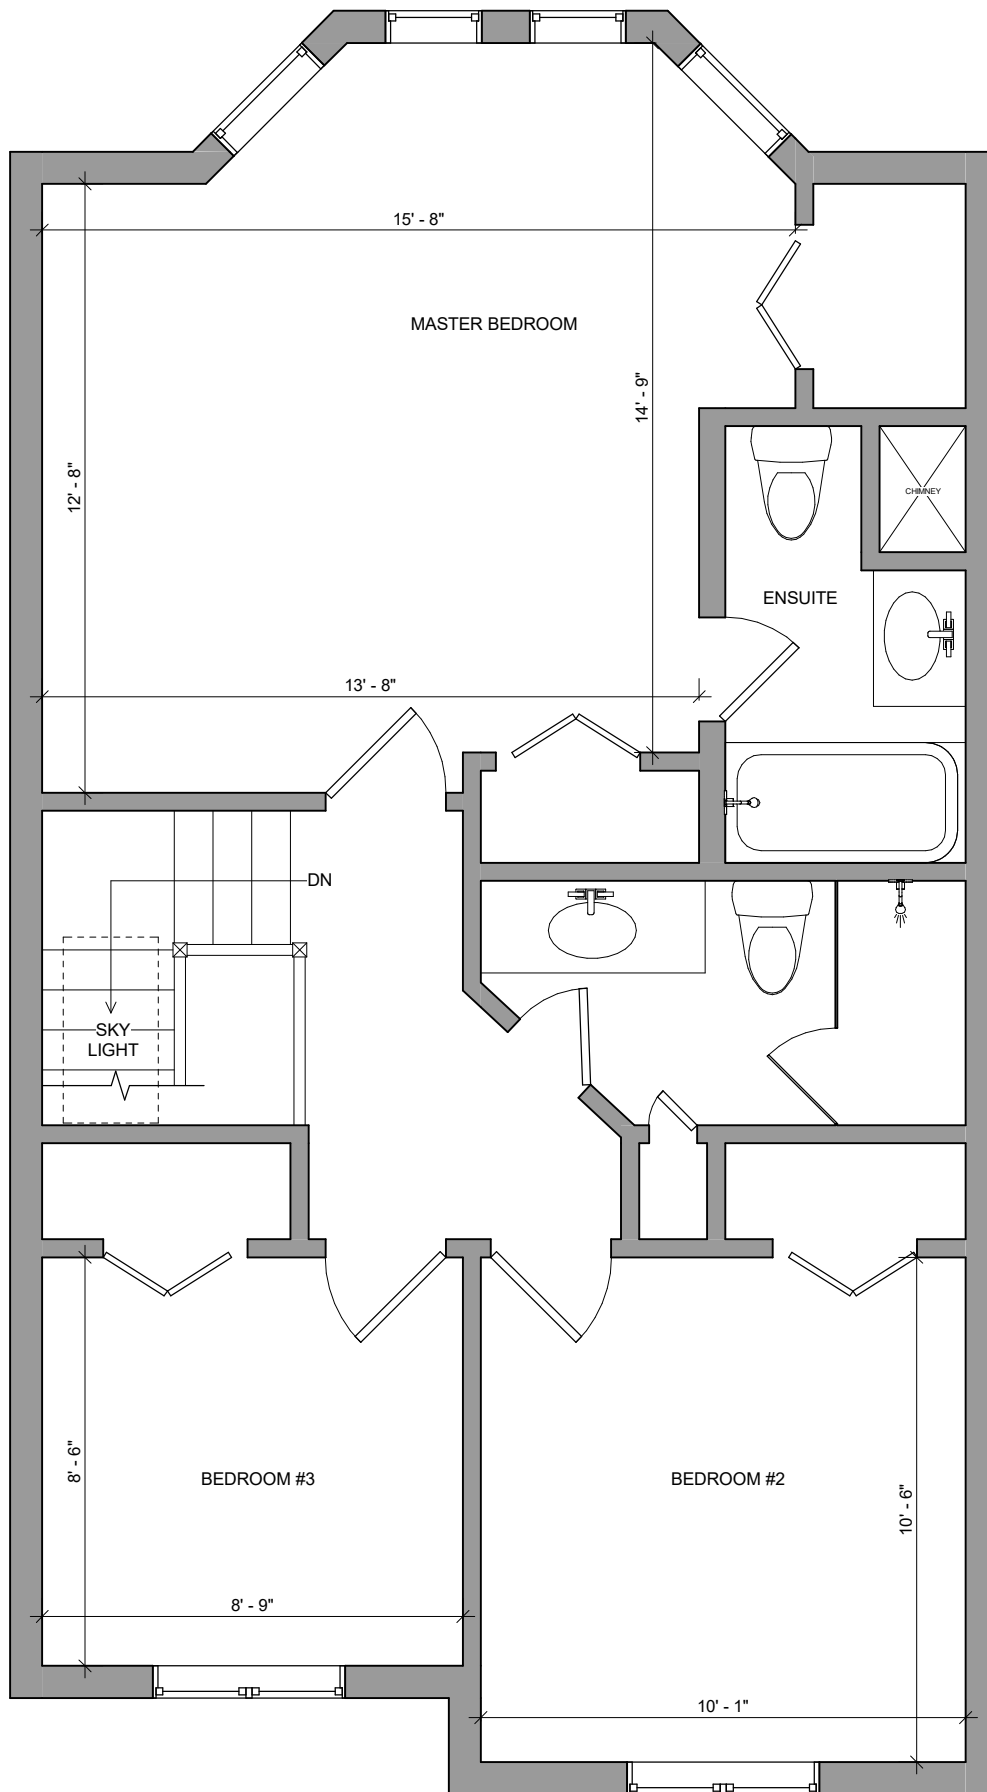 15' - 8"
MASTER BEDROOM
14' - 9"
12' - 8"
CHIMNEY
ENSUITE
13' - 8"
DN
SKY
LIGHT
8' - 6"
BEDROOM #3
BEDROOM #2
10' - 6"
8' - 9"
10' - 1"